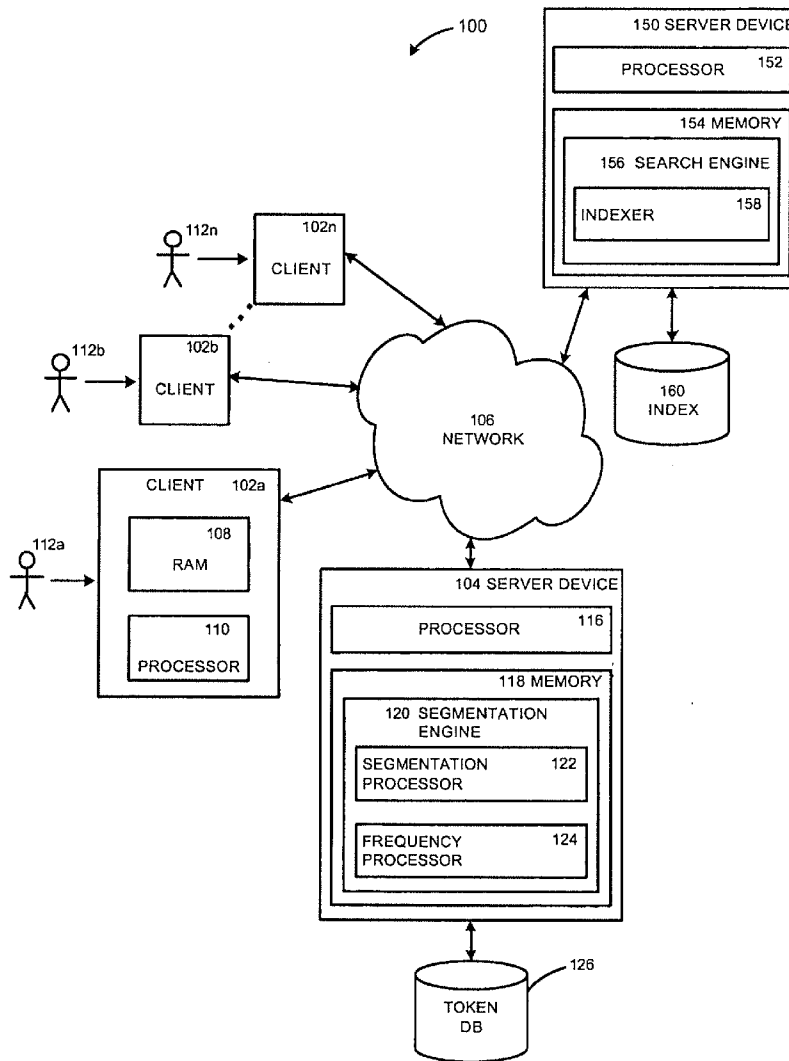 100
150 SERVER DEVICE
PROCESSOR 152
154 MEMORY
156 SEARCH ENGINE
INDEXER 158
160
INDEX
112n
102n
CLIENT
112b
102b
CLIENT
106
NETWORK
CLIENT 102a
108
RAM
110
PROCESSOR
112a
104 SERVER DEVICE
PROCESSOR 116
118 MEMORY
120 SEGMENTATION
ENGINE
SEGMENTATION 122
PROCESSOR
FREQUENCY 124
PROCESSOR
126
TOKEN
DB